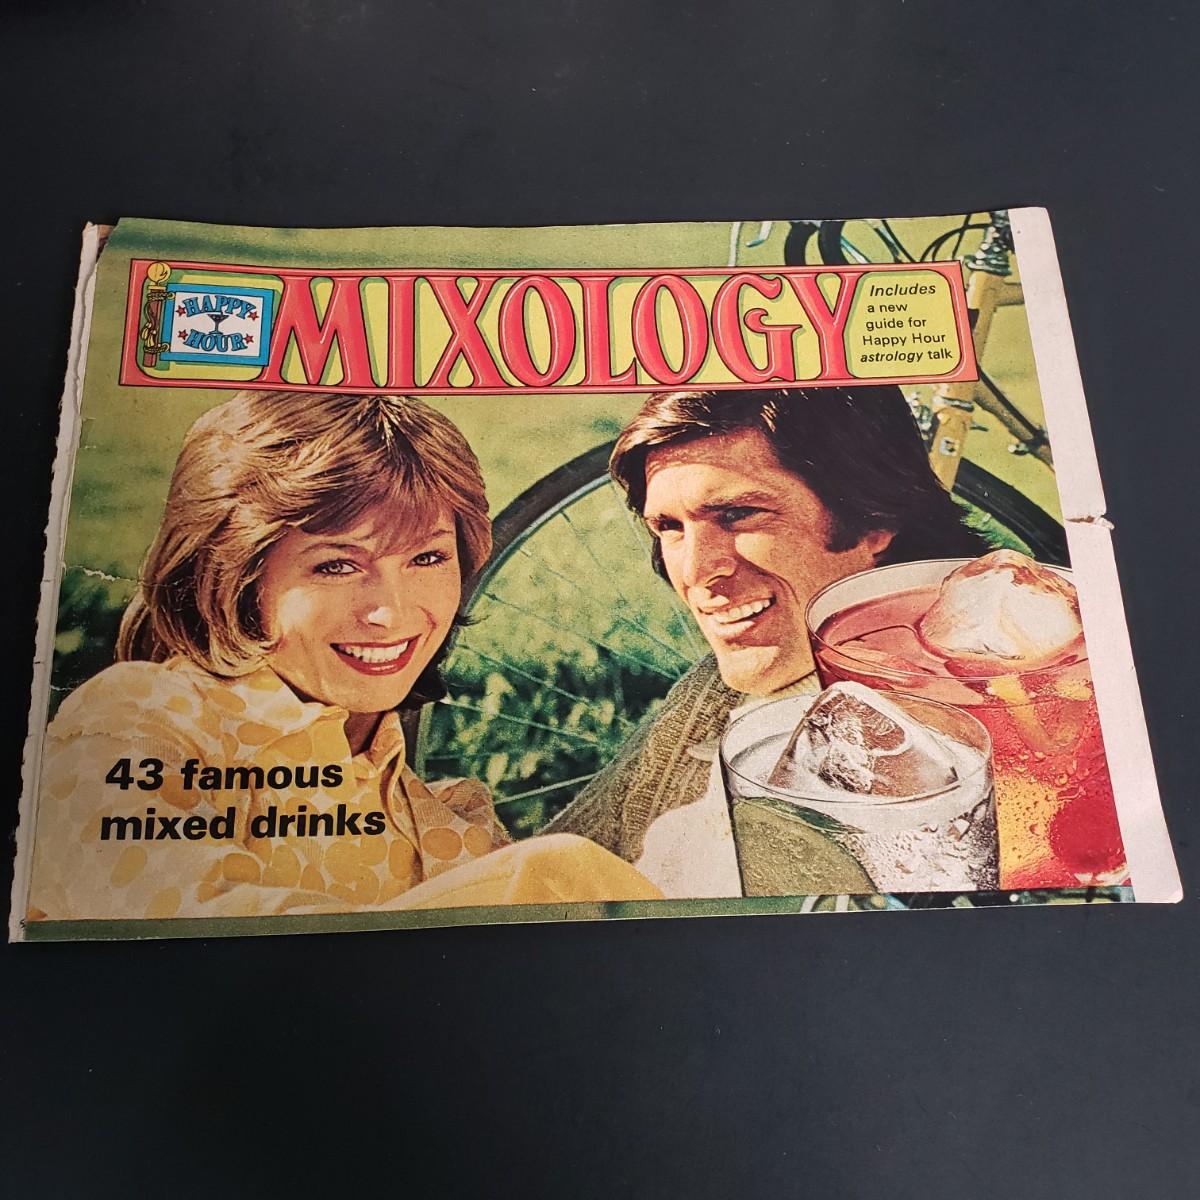 HAPPY
HOUR
MIXOLOGY
Includes
a new
guide for
Happy Hour
astrology talk
43 famous
mixed drinks